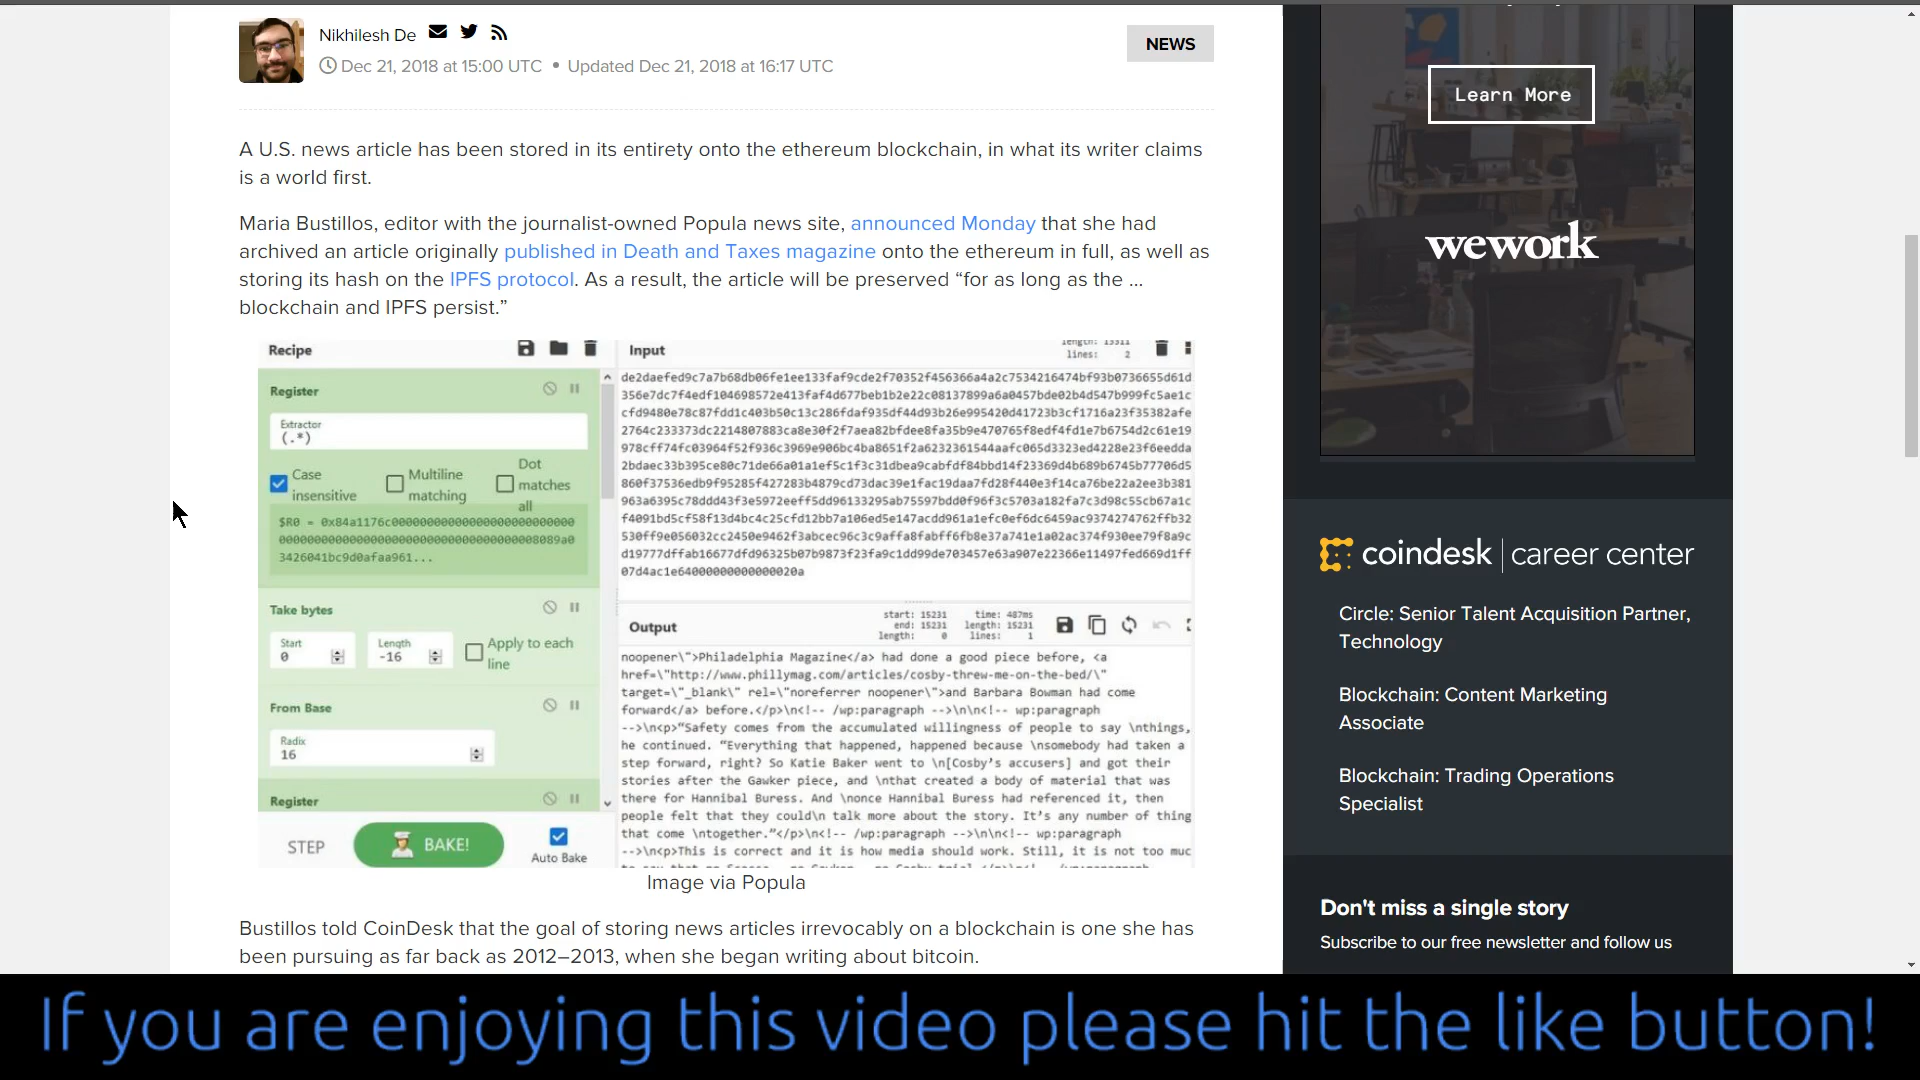 Nikhilesh De
Dec 21, 2018 at 15:00 UTC • Updated Dec 21, 2018 at 16:17 UTC
NEWS
A U.S. news article has been stored in its entirety onto the ethereum blockchain, in what its writer claims
is a world first.
Maria Bustillos, editor with the journalist-owned Popula news site, announced Monday that she had
archived an article originally published in Death and Taxes magazine onto the ethereum in full, as well as
storing its hash on the IPFS protocol. As a result, the article will be preserved “for as long as the ...
blockchain and IPFS persist.”
Recipe
Register
Extractor
(.*)
Case
insensitive
Multiline
matching
Dot
matches
all
3426041bc9d0afaa961...
Take bytes
Start
0
Length
-16
Apply to each
line
From Base
Radix
16
Register
STEP
BAKE!
Auto Bake
Input
lines: 2
07d4ac1e64000000000000020a
Output
start: 15231
end: 15231
length: 0
time: 487ms
length: 15231
lines: 1
noopener\">Philadelphia Magazine</a> had done a good piece before, <a
href=\"http://www.phillymag.com/articles/cosby-threw-me-on-the-bed/\"
target=\"_blank\" rel=\"noreferrer noopener\">and Barbara Bowman had come
forward</a> before.</p>\n<!-- /wp:paragraph -->\n\n<!-- wp:paragraph
-->\n<p>“Safety comes from the accumulated willingness of people to say \nthings,
he continued. “Everything that happened, happened because \nsomebody had taken a
step forward, right? So Katie Baker went to \n[Cosby’s accusers] and got their
stories after the Gawker piece, and \nthat created a body of material that was
there for Hannibal Buress. And \nonce Hannibal Buress had referenced it, then
people felt that they could\n talk more about the story. It’s any number of thing
that come \ntogether.”</p>\n<!-- /wp:paragraph -->\n\n<!-- wp:paragraph
-->\n<p>This is correct and it is how media should work. Still, it is not too muc
Image via Popula
Bustillos told CoinDesk that the goal of storing news articles irrevocably on a blockchain is one she has
been pursuing as far back as 2012–2013, when she began writing about bitcoin.
Learn More
wework
coindesk | career center
Circle: Senior Talent Acquisition Partner,
Technology
Blockchain: Content Marketing
Associate
Blockchain: Trading Operations
Specialist
Don't miss a single story
Subscribe to our free newsletter and follow us
If you are enjoying this video please hit the like button!